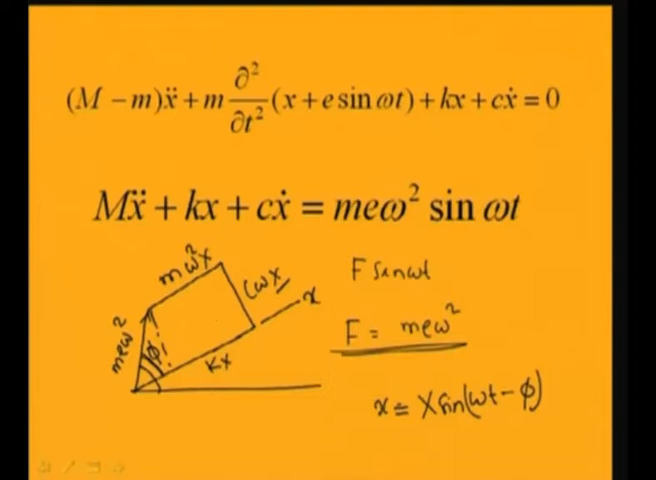 (M − m)ẍ + m ∂²/∂t² (x + e sin ωt) + kx + cẋ = 0
Mẍ + kx + cẋ = meω² sin ωt
mω²X
F sinωt
CωX
x
meω²
F = meω²
φ
KX
x = X sin(ωt − φ)